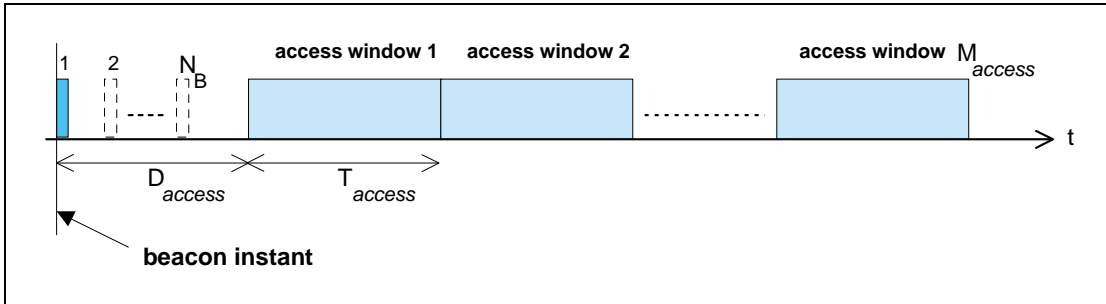 access window 1 access window 2 access window M access
1 2 N B
t
D access T access
beacon instant